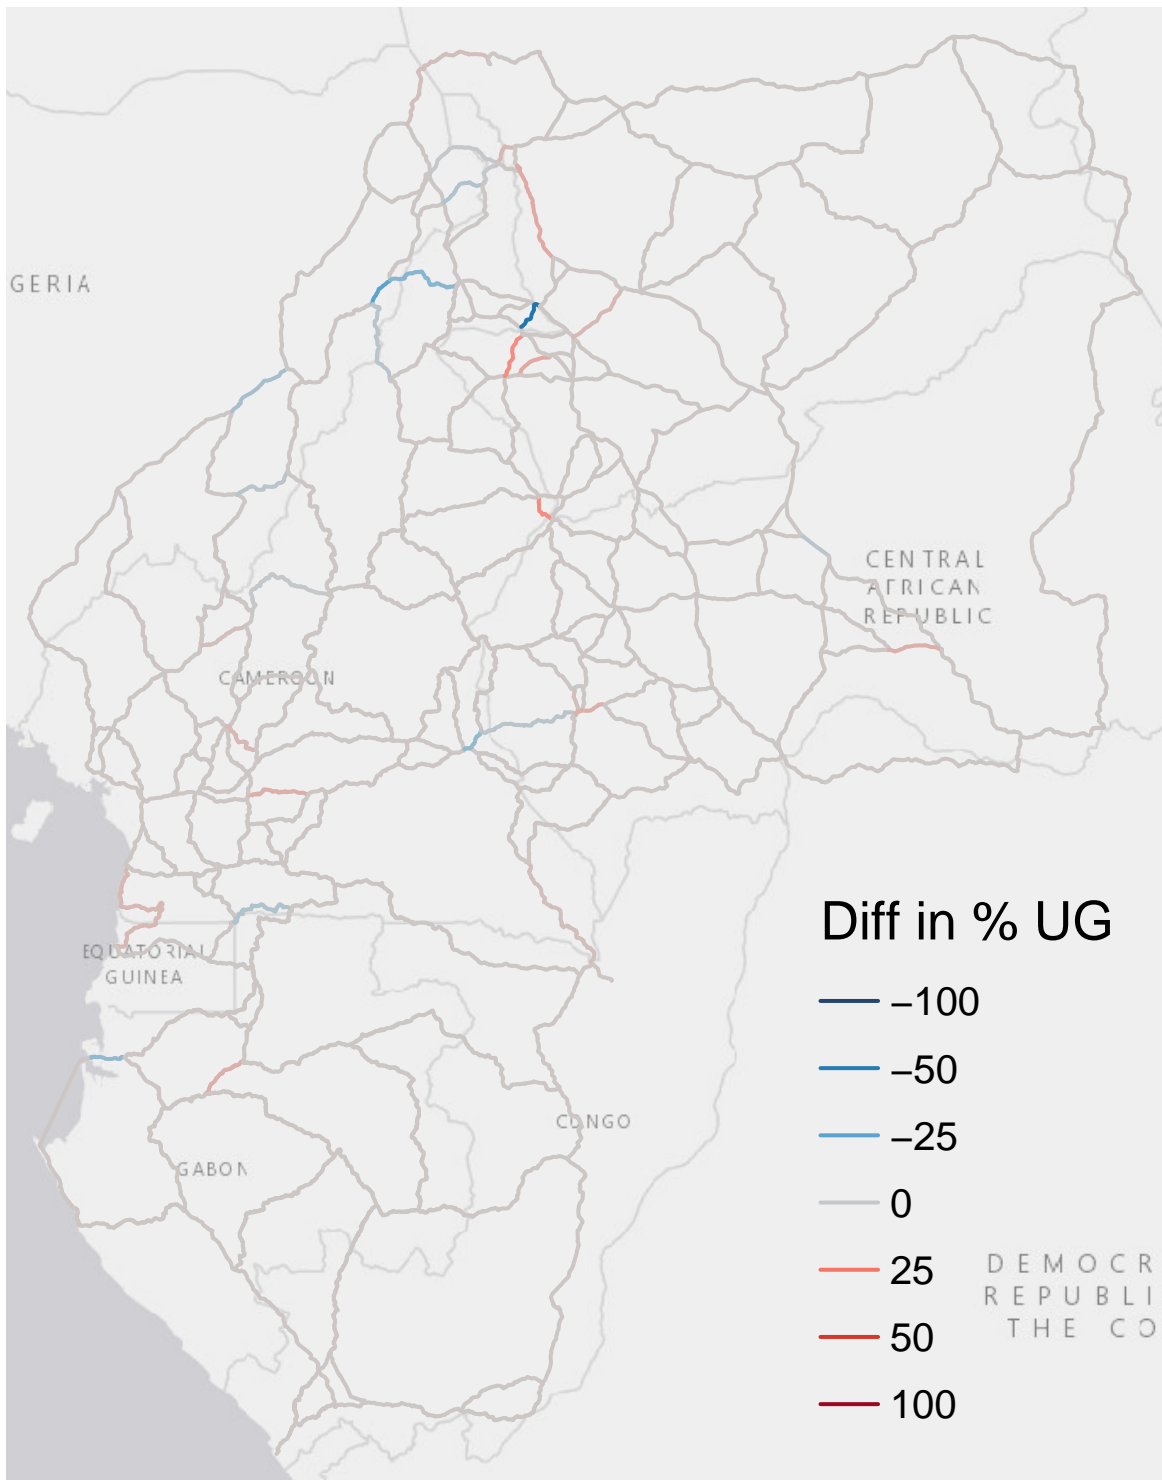 GERIA
CENTRAL
AFRICAN
REPUBLIC
CAMEROON
EQUATORIAL
GUINEA
CONGO
GABON
Diff in % UG
−100
−50
−25
0
25
50
100
DEMOCR
REPUBLI
THE CO